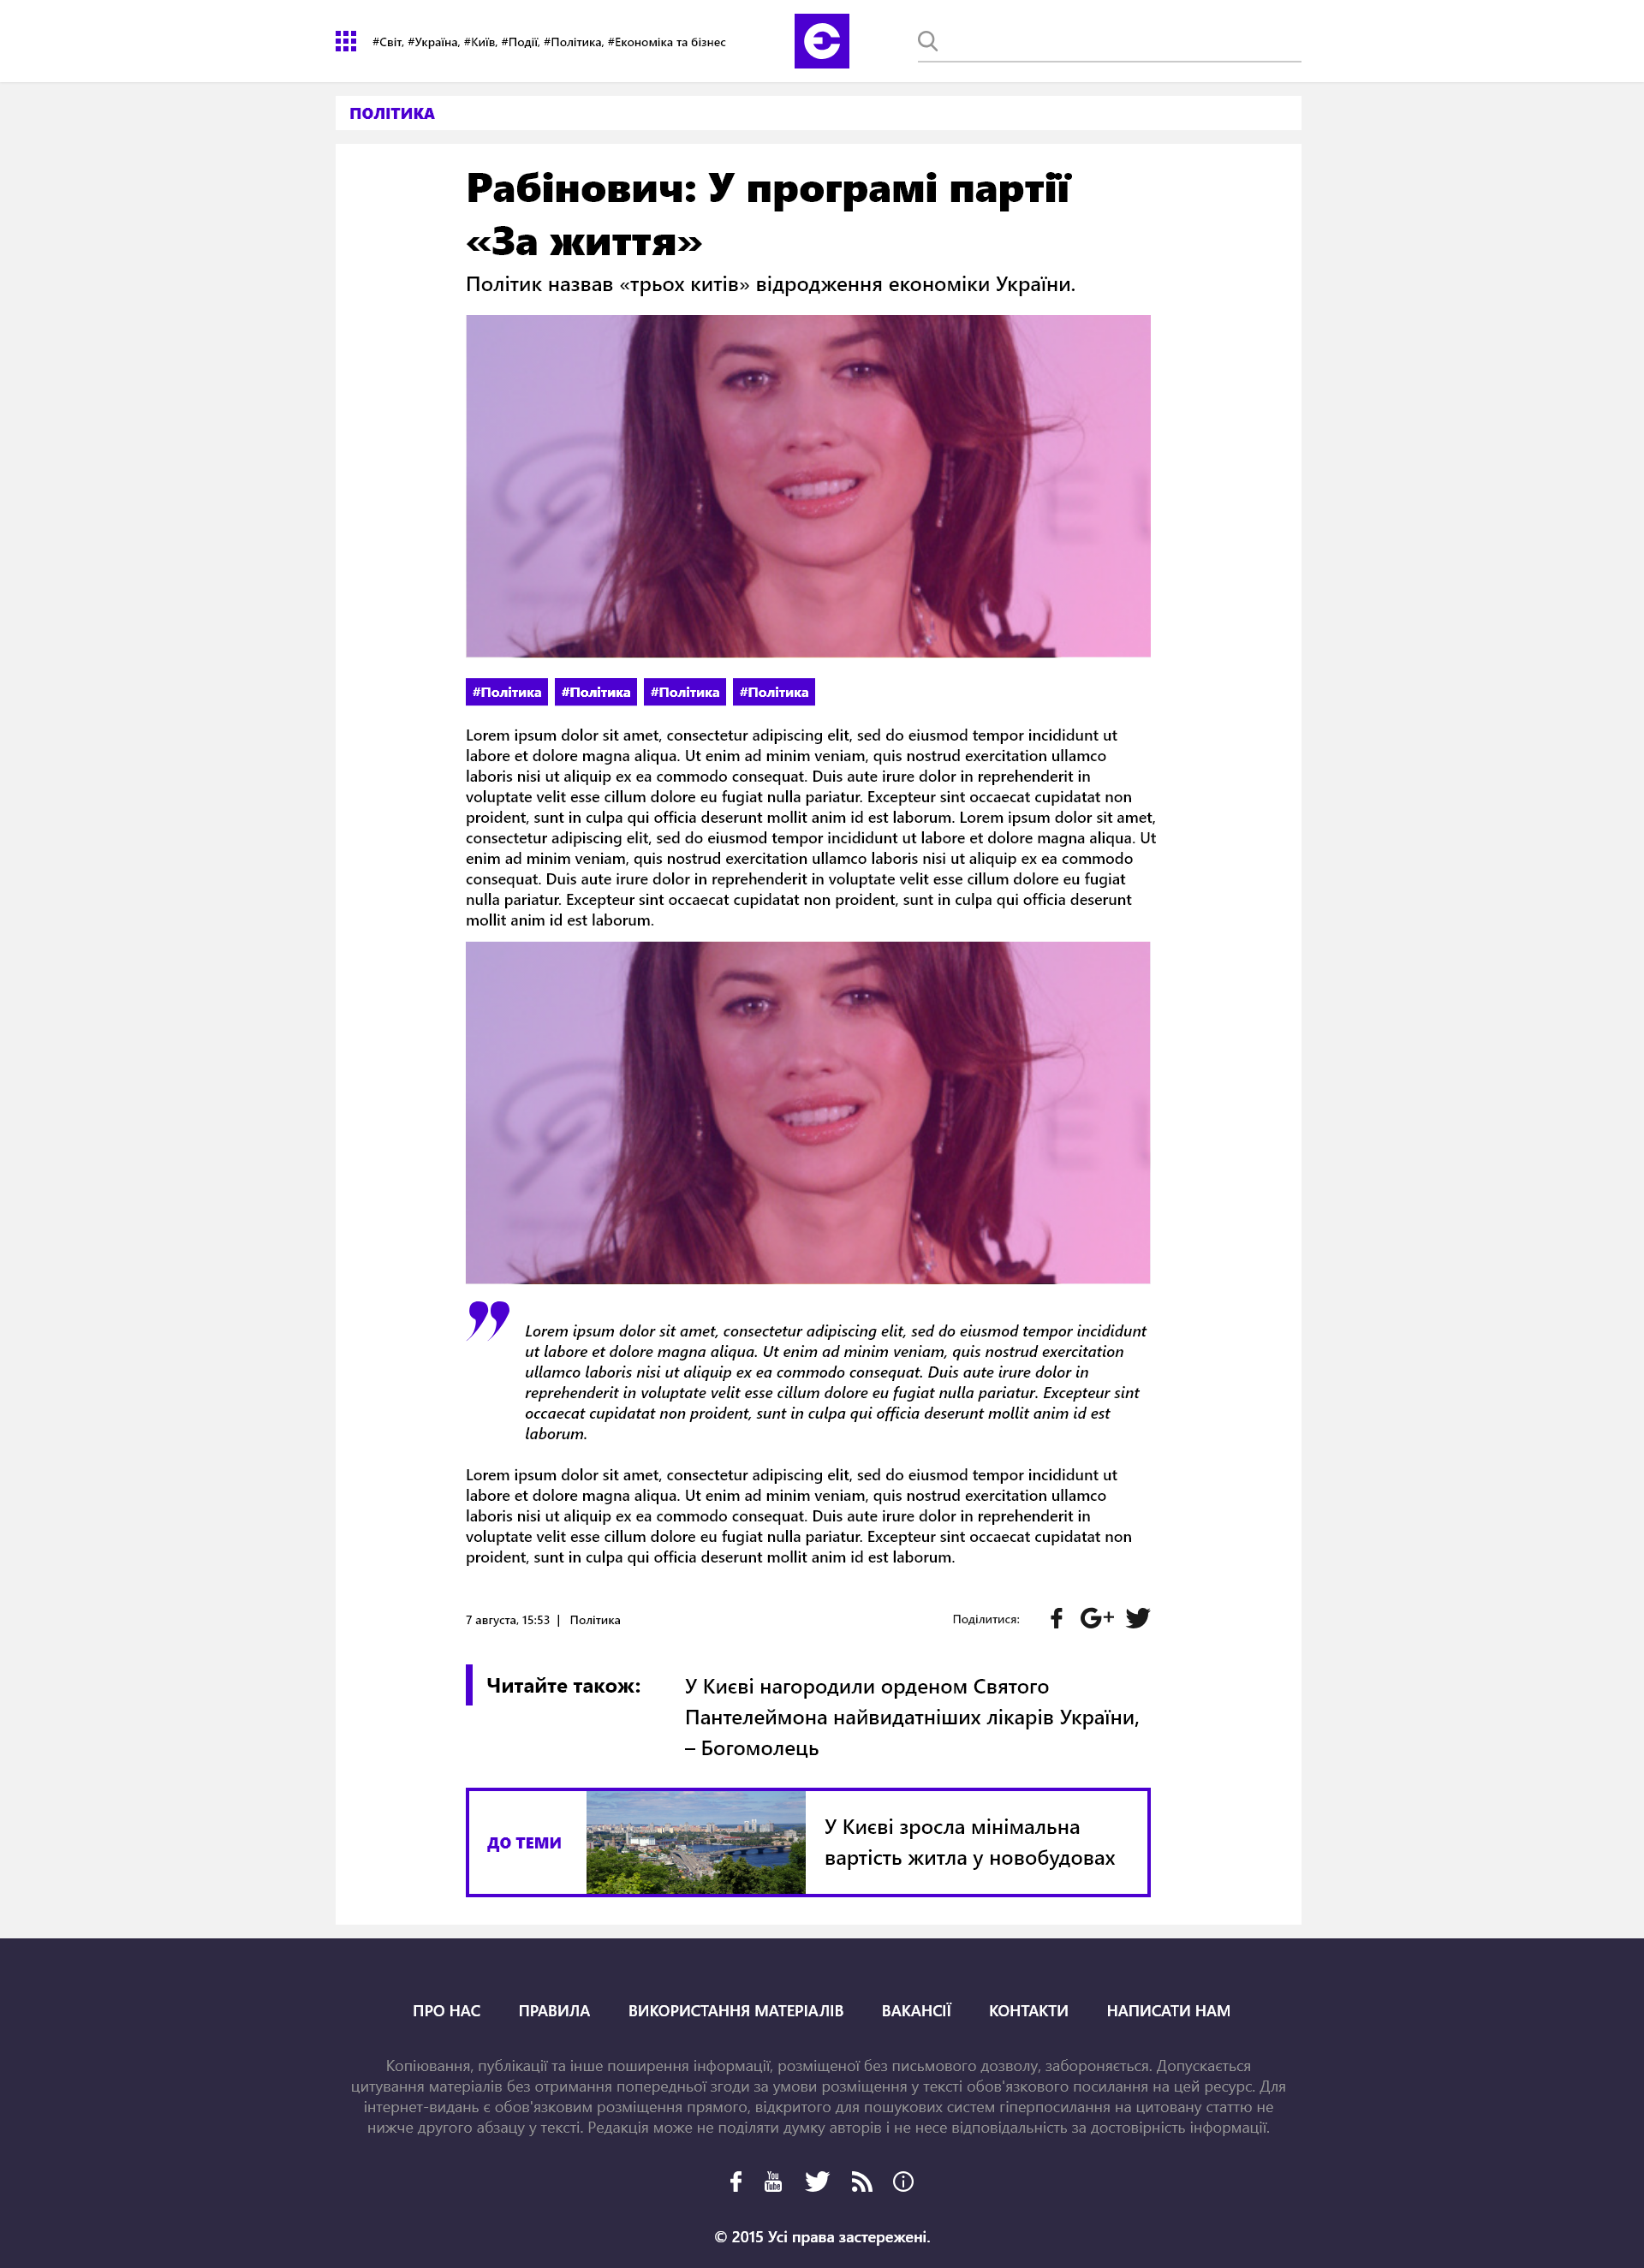 #Світ, #Україна, #Київ, #Події, #Політика, #Економіка та бізнес
Є
ПОЛІТИКА
Рабінович: У програмі партії
«За життя»
Політик назвав «трьох китів» відродження економіки України.
#Політика #Політика #Політика #Політика
Lorem ipsum dolor sit amet, consectetur adipiscing elit, sed do eiusmod tempor incididunt ut
labore et dolore magna aliqua. Ut enim ad minim veniam, quis nostrud exercitation ullamco
laboris nisi ut aliquip ex ea commodo consequat. Duis aute irure dolor in reprehenderit in
voluptate velit esse cillum dolore eu fugiat nulla pariatur. Excepteur sint occaecat cupidatat non
proident, sunt in culpa qui officia deserunt mollit anim id est laborum. Lorem ipsum dolor sit amet,
consectetur adipiscing elit, sed do eiusmod tempor incididunt ut labore et dolore magna aliqua. Ut
enim ad minim veniam, quis nostrud exercitation ullamco laboris nisi ut aliquip ex ea commodo
consequat. Duis aute irure dolor in reprehenderit in voluptate velit esse cillum dolore eu fugiat
nulla pariatur. Excepteur sint occaecat cupidatat non proident, sunt in culpa qui officia deserunt
mollit anim id est laborum.
Lorem ipsum dolor sit amet, consectetur adipiscing elit, sed do eiusmod tempor incididunt
ut labore et dolore magna aliqua. Ut enim ad minim veniam, quis nostrud exercitation
ullamco laboris nisi ut aliquip ex ea commodo consequat. Duis aute irure dolor in
reprehenderit in voluptate velit esse cillum dolore eu fugiat nulla pariatur. Excepteur sint
occaecat cupidatat non proident, sunt in culpa qui officia deserunt mollit anim id est
laborum.
Lorem ipsum dolor sit amet, consectetur adipiscing elit, sed do eiusmod tempor incididunt ut
labore et dolore magna aliqua. Ut enim ad minim veniam, quis nostrud exercitation ullamco
laboris nisi ut aliquip ex ea commodo consequat. Duis aute irure dolor in reprehenderit in
voluptate velit esse cillum dolore eu fugiat nulla pariatur. Excepteur sint occaecat cupidatat non
proident, sunt in culpa qui officia deserunt mollit anim id est laborum.
7 августа, 15:53 | Політика
Поділитися:
Читайте також:
У Києві нагородили орденом Святого
Пантелеймона найвидатніших лікарів України,
– Богомолець
ДО ТЕМИ
У Києві зросла мінімальна
вартість житла у новобудовах
ПРО НАС ПРАВИЛА ВИКОРИСТАННЯ МАТЕРІАЛІВ ВАКАНСІЇ КОНТАКТИ НАПИСАТИ НАМ
Копіювання, публікації та інше поширення інформації, розміщеної без письмового дозволу, забороняється. Допускається
цитування матеріалів без отримання попередньої згоди за умови розміщення у тексті обов'язкового посилання на цей ресурс. Для
інтернет-видань є обов'язковим розміщення прямого, відкритого для пошукових систем гіперпосилання на цитовану статтю не
нижче другого абзацу у тексті. Редакція може не поділяти думку авторів і не несе відповідальність за достовірність інформації.
You Tube
© 2015 Усі права застережені.